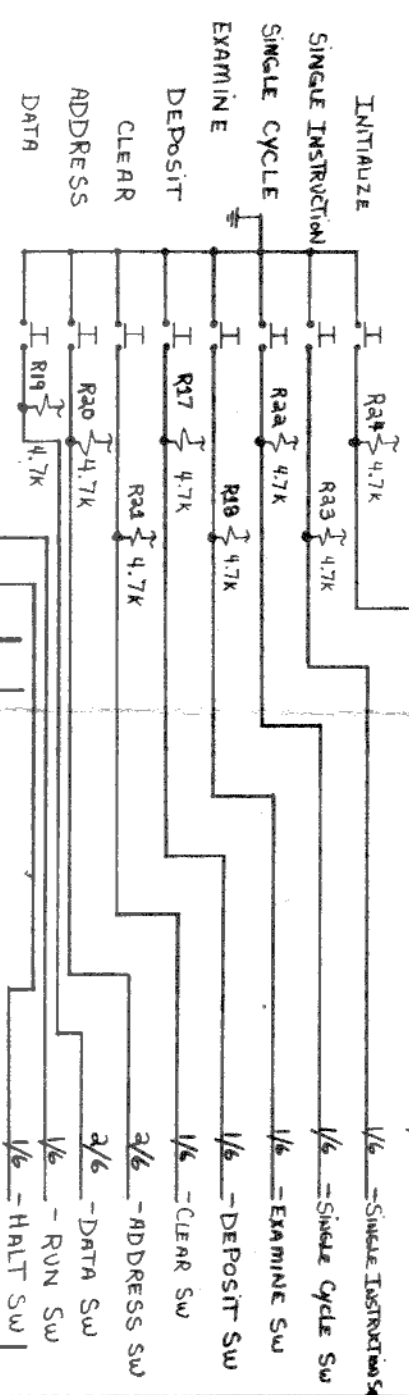 INITIALIZE
R24 4.7K
SINGLE INSTRUCTION
R23 4.7K
1/6 -SINGLE INSTRUCTION SW
SINGLE CYCLE
R22 4.7K
1/6 -SINGLE CYCLE SW
EXAMINE
R18 4.7K
1/6 -EXAMINE SW
DEPOSIT
R17 4.7K
1/6 -DEPOSIT SW
CLEAR
R21 4.7K
1/6 -CLEAR SW
ADDRESS
R20 4.7K
2/6 -ADDRESS SW
DATA
R19 4.7K
2/6 -DATA SW
1/6 -RUN SW
1/6 -HALT SW